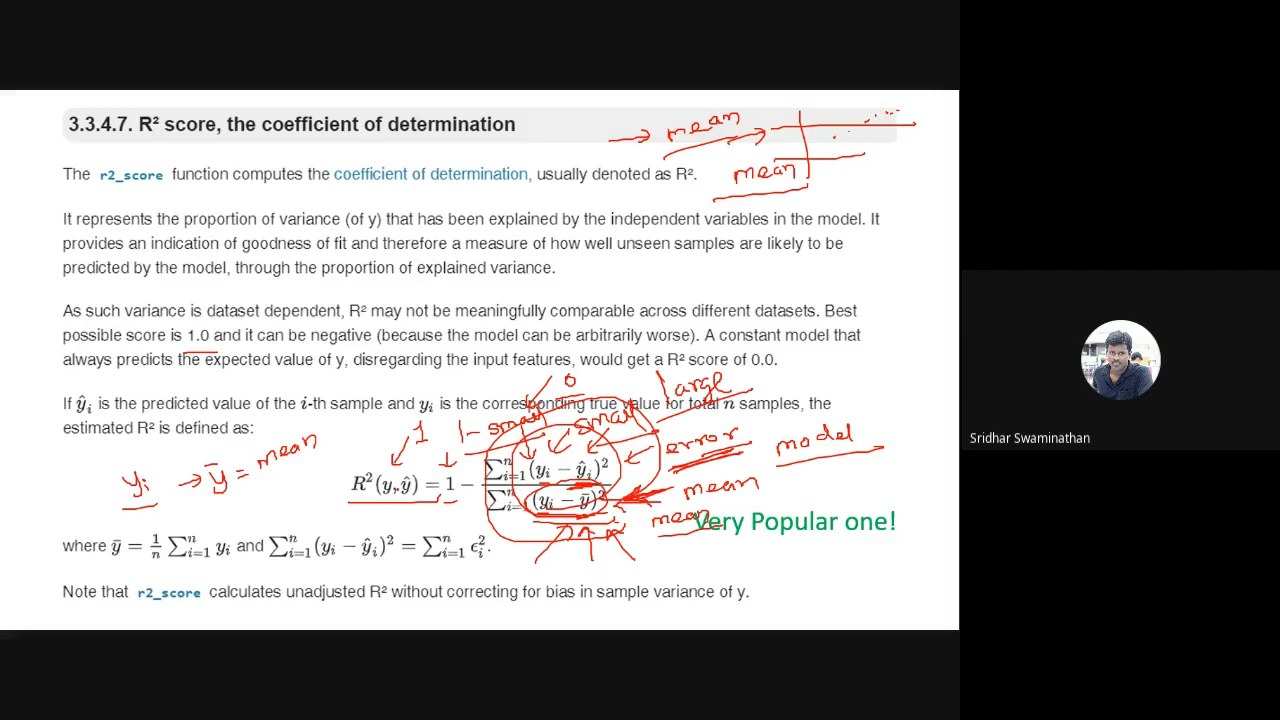 3.3.4.7. R² score, the coefficient of determination
→ mean
mean
The r2_score function computes the coefficient of determination, usually denoted as R².
It represents the proportion of variance (of y) that has been explained by the independent variables in the model. It
provides an indication of goodness of fit and therefore a measure of how well unseen samples are likely to be
predicted by the model, through the proportion of explained variance.
As such variance is dataset dependent, R² may not be meaningfully comparable across different datasets. Best
possible score is 1.0 and it can be negative (because the model can be arbitrarily worse). A constant model that
always predicts the expected value of y, disregarding the input features, would get a R² score of 0.0.
0
large
If ŷᵢ is the predicted value of the i-th sample and yᵢ is the corresponding true value for total n samples, the
estimated R² is defined as:
1
1 - small
small
error
model
yᵢ → ȳ = mean
R²(y, ŷ) = 1 − ∑ⁿᵢ₌₁ (yᵢ − ŷᵢ)² / ∑ⁿᵢ₌ (yᵢ − ȳ)²
mean
mean
Very Popular one!
where ȳ = 1/n ∑ⁿᵢ₌₁ yᵢ and ∑ⁿᵢ₌₁ (yᵢ − ŷᵢ)² = ∑ⁿᵢ₌₁ ϵᵢ².
Note that r2_score calculates unadjusted R² without correcting for bias in sample variance of y.
Sridhar Swaminathan